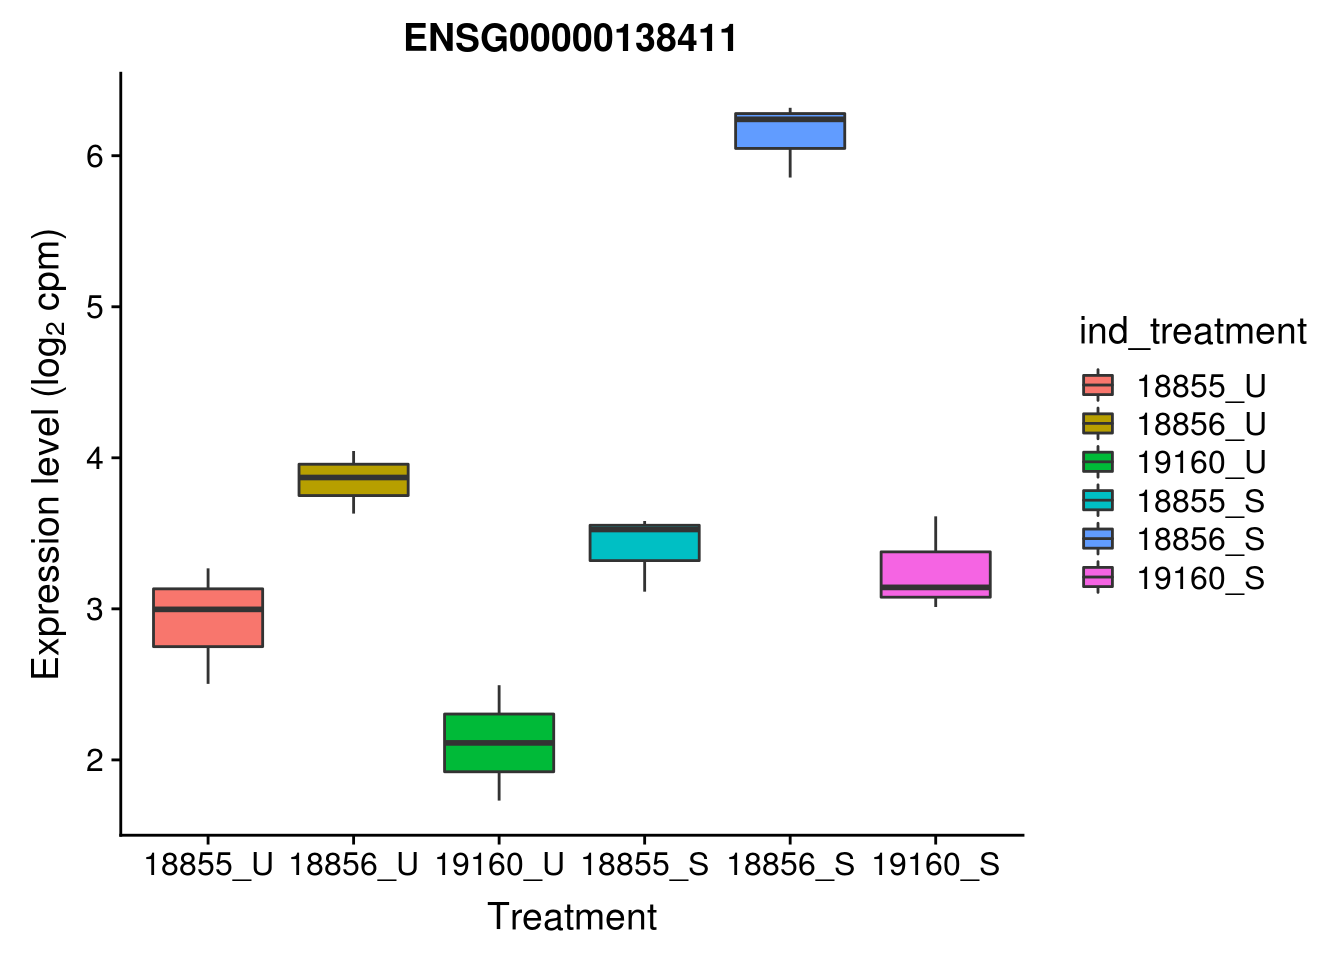 ENSG00000138411
Expression level (log₂ cpm)
6
5
4
3
2
18855_U 18856_U 19160_U 18855_S 18856_S 19160_S
Treatment
ind_treatment
18855_U
18856_U
19160_U
18855_S
18856_S
19160_S